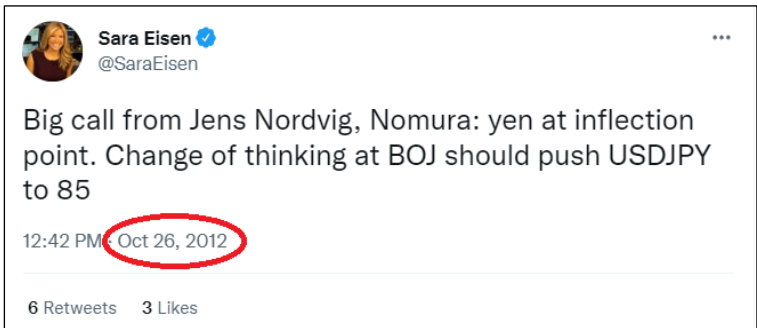 Sara Eisen
@SaraEisen
Big call from Jens Nordvig, Nomura: yen at inflection
point. Change of thinking at BOJ should push USDJPY
to 85
12:42 PM · Oct 26, 2012
6 Retweets 3 Likes